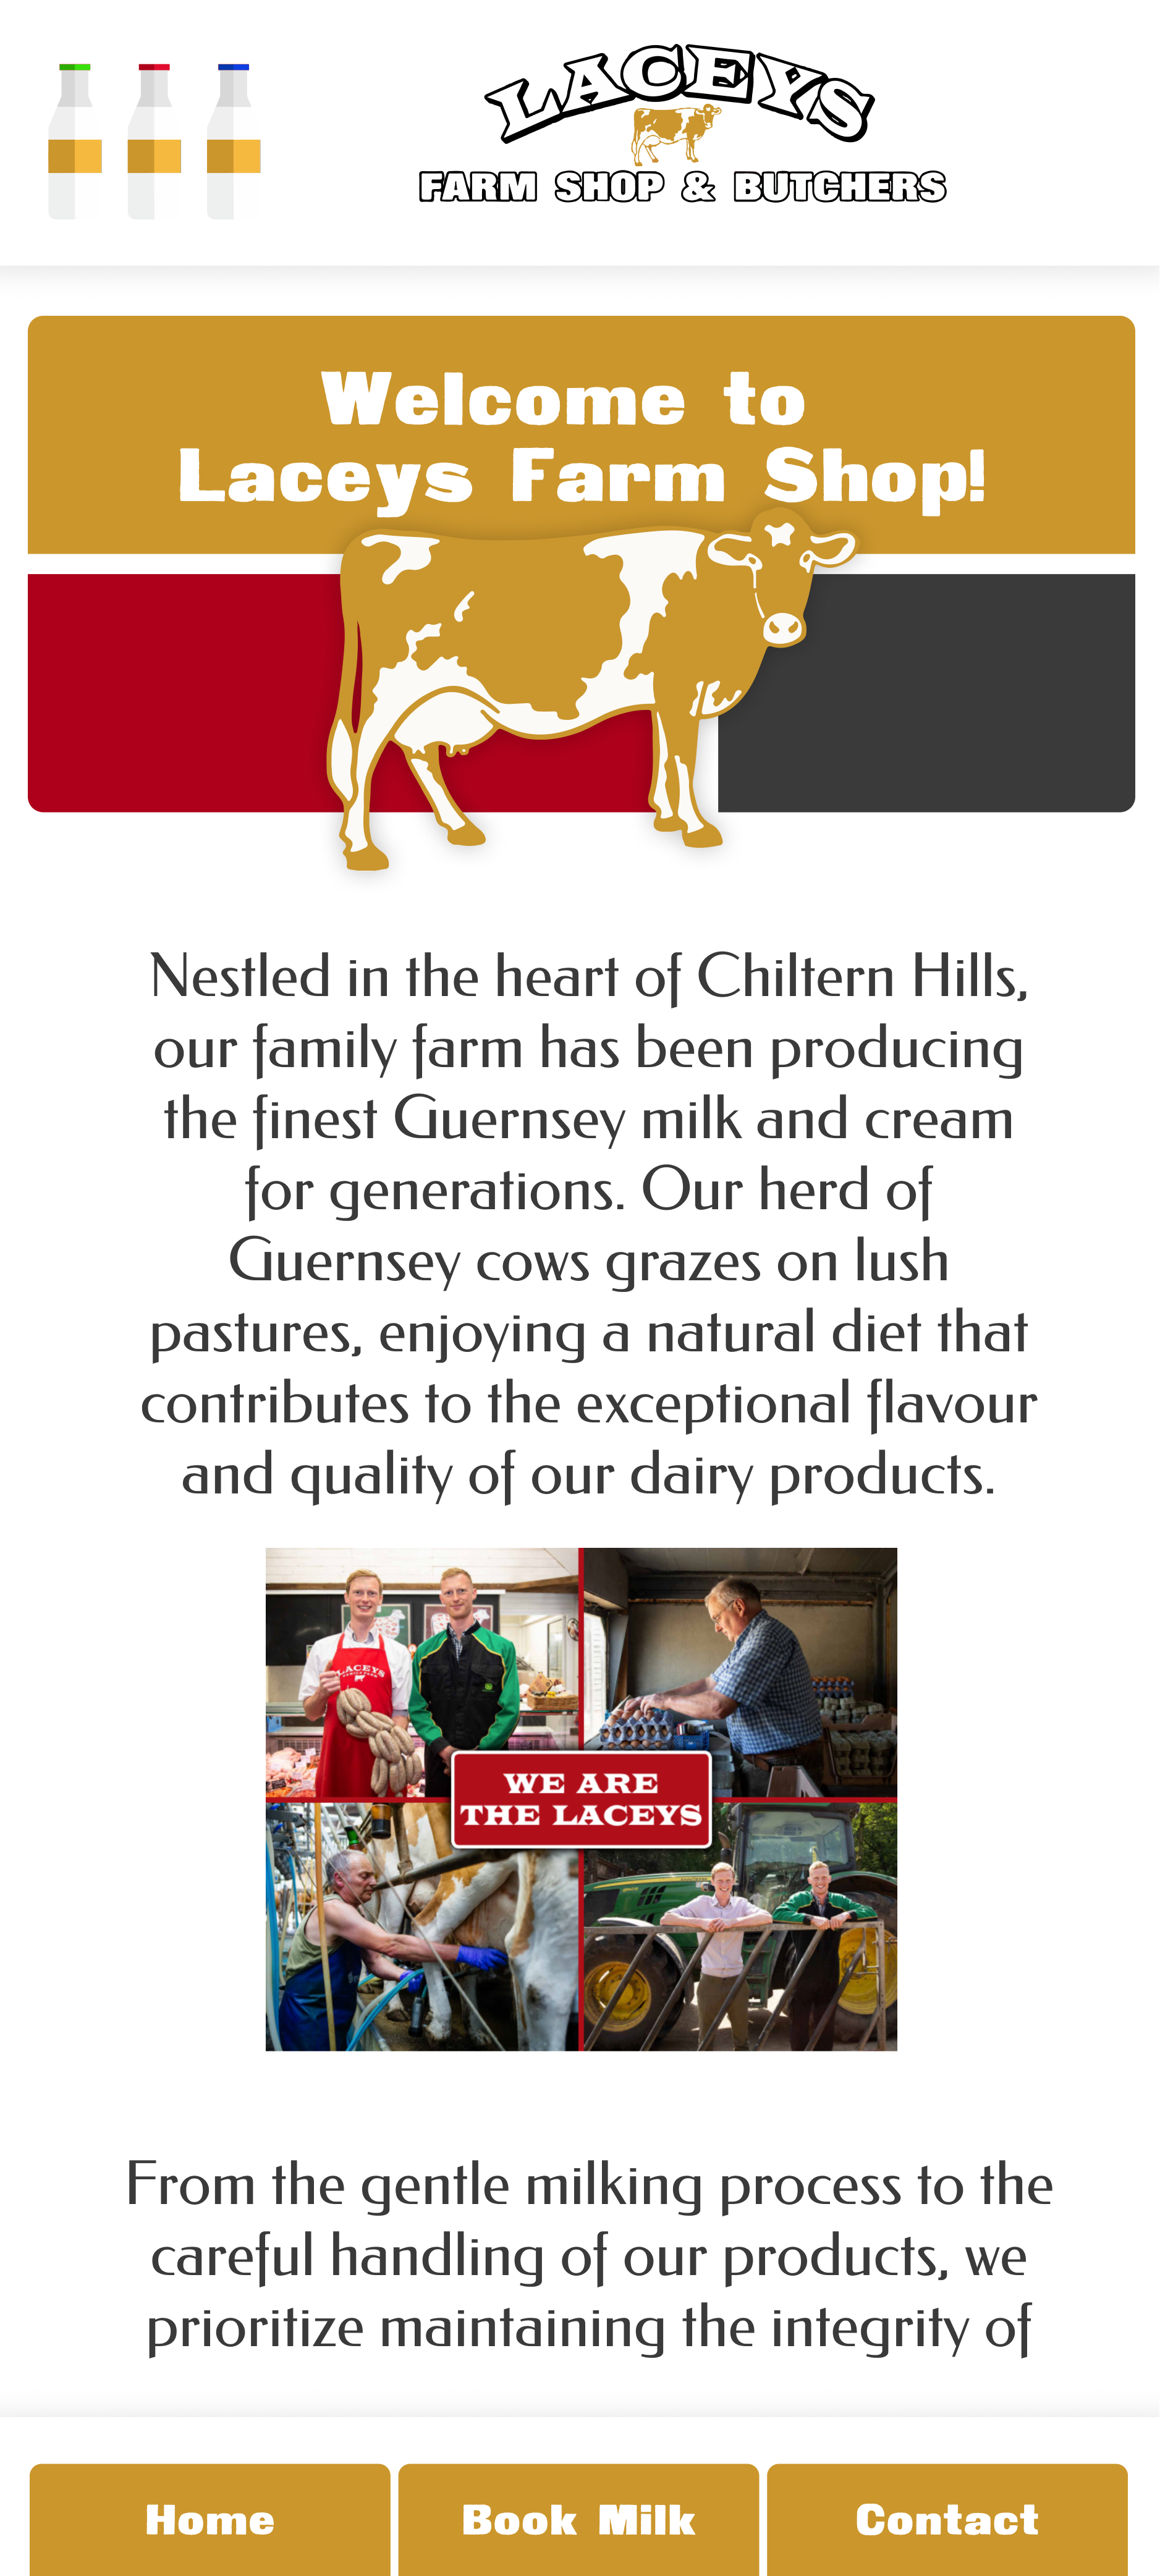 LACEYS
FARM SHOP & BUTCHERS
Welcome to
Laceys Farm Shop!
Nestled in the heart of Chiltern Hills,
our family farm has been producing
the finest Guernsey milk and cream
for generations. Our herd of
Guernsey cows grazes on lush
pastures, enjoying a natural diet that
contributes to the exceptional flavour
and quality of our dairy products.
LACEYS
WE ARE
THE LACEYS
From the gentle milking process to the
careful handling of our products, we
prioritize maintaining the integrity of
Home
Book Milk
Contact